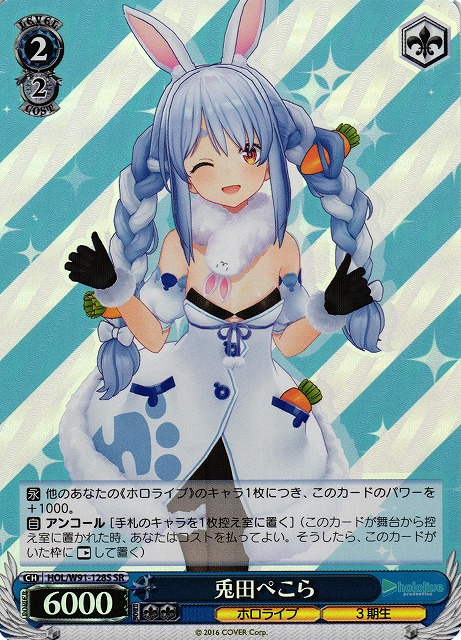 LEVEL
2
2
COST
永 他のあなたの《ホロライブ》のキャラ1枚につき、このカードのパワーを
+1000。
自 アンコール [手札のキャラを1枚控え室に置く] (このカードが舞台から控
え室に置かれた時、あなたはコストを払ってよい。そうしたら、このカードが
いた枠に レスト して置く)
CH HOL/W91-128S SR
POWER
6000
SOUL
兎田ぺこら
hololive
production
ホロライブ
3期生
© 2016 COVER Corp.